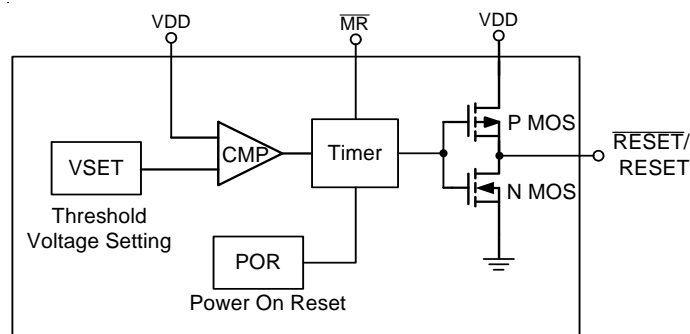 VDD
MR
VDD
P MOS
CMP
Timer
RESET/
RESET
VSET
N MOS
Threshold
Voltage Setting
POR
Power On Reset